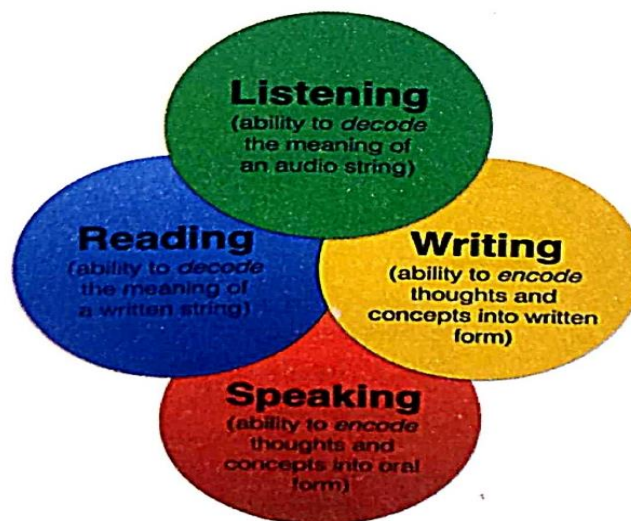 Listening
(ability to decode
the meaning of
an audio string)
Reading
(ability to decode
the meaning of
a written string)
Writing
(ability to encode
thoughts and
concepts into written
form)
Speaking
(ability to encode
thoughts and
concepts into oral
form)